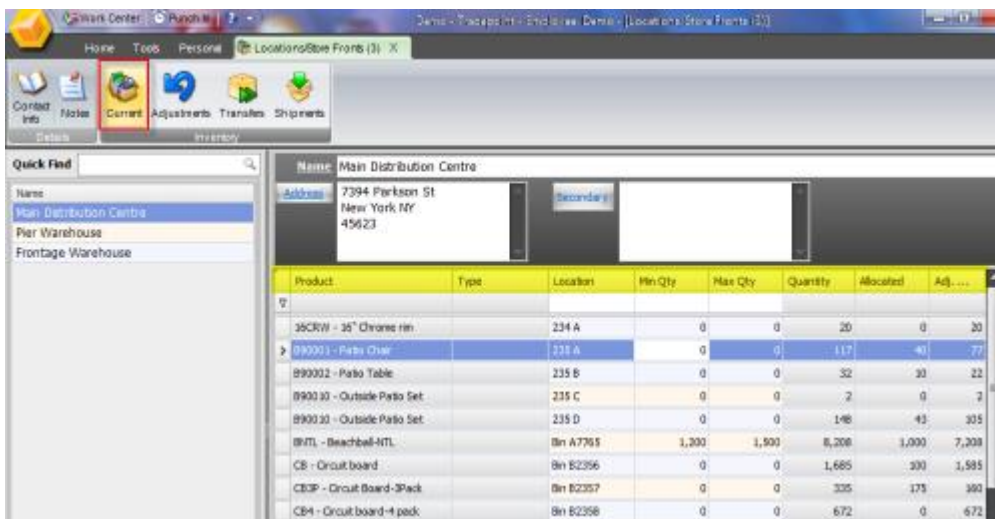 Work Center Punch In
Demo - Tracepoint - Enclosree Demo - [Locations/Store Fronts (3)]
Home Tools Personal Locations/Store Fronts (3) X
Contact Info Notes Current Adjustments Transfers Shipments
Details Inventory
Quick Find
Name
Main Distribution Centre
Pier Warehouse
Frontage Warehouse
Name Main Distribution Centre
Address 7394 Parkson St
New York NY
45623
Secondary
Product Type Location Min Qty Max Qty Quantity Allocated Adj. ...
16CRW - 16" Chrome rim 234 A 0 0 20 0 20
B90001 - Patio Chair 235 A 0 0 117 40 77
B90002 - Patio Table 235 B 0 0 32 10 22
B90010 - Outside Patio Set 235 C 0 0 2 0 2
B90010 - Outside Patio Set 235 D 0 0 148 43 105
BNTL - Beachball-NTL Bin A7765 1,200 1,500 8,208 1,000 7,208
CB - Circuit board Bin B2356 0 0 1,685 100 1,585
CB3P - Circuit Board-3Pack Bin B2357 0 0 335 175 160
CB4 - Circuit board-4 pack Bin B2358 0 0 672 0 672